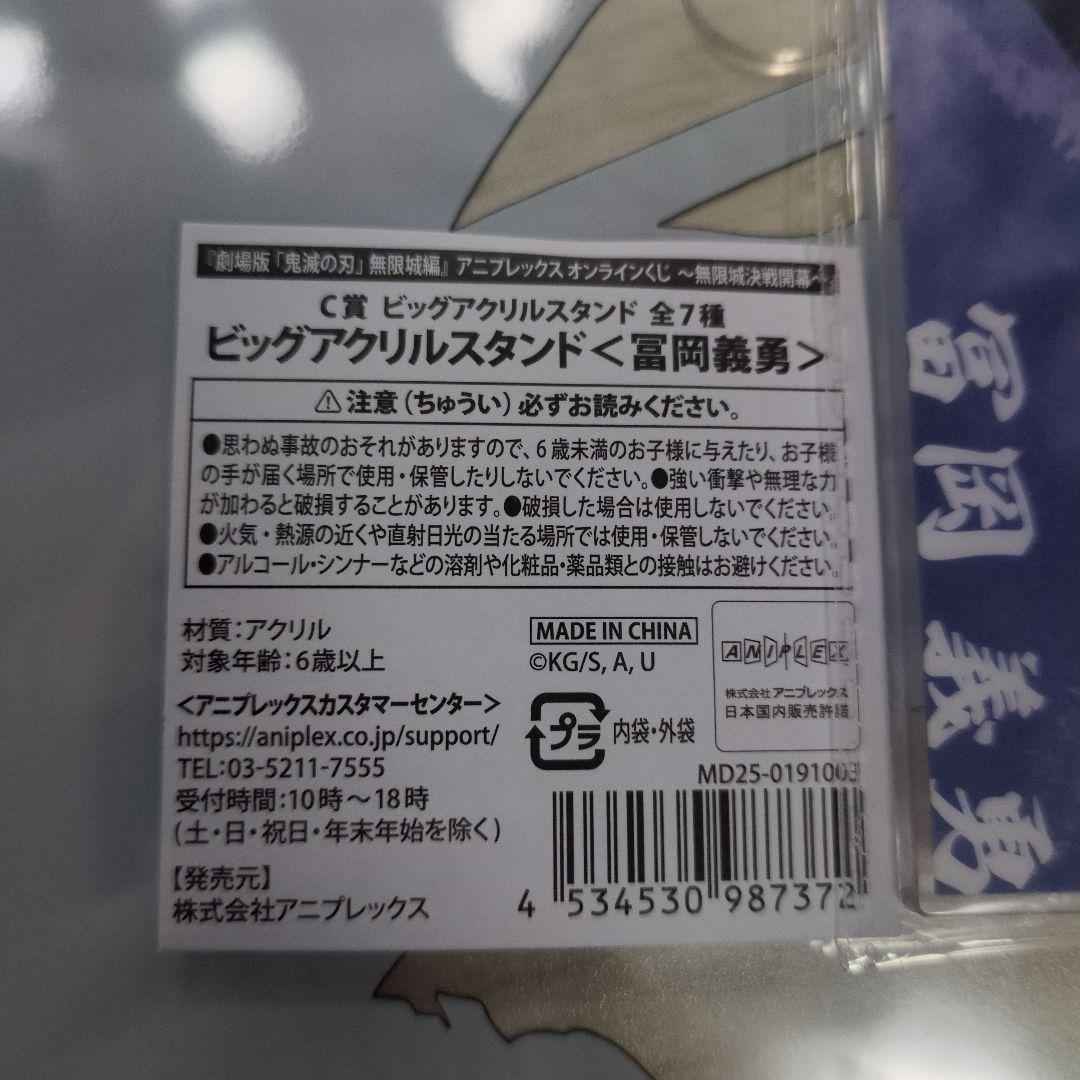 『劇場版「鬼滅の刃」無限城編』アニプレックス オンラインくじ ～無限城決戦開幕～
C賞 ビッグアクリルスタンド 全7種
ビッグアクリルスタンド＜冨岡義勇＞
⚠注意（ちゅうい）必ずお読みください。
●思わぬ事故のおそれがありますので、6歳未満のお子様に与えたり、お子様
の手が届く場所で使用・保管したりしないでください。●強い衝撃や無理な力
が加わると破損することがあります。●破損した場合は使用しないでください。
●火気・熱源の近くや直射日光の当たる場所では使用・保管しないでください。
●アルコール・シンナーなどの溶剤や化粧品・薬品類との接触はお避けください。
材質：アクリル
対象年齢：6歳以上
＜アニプレックスカスタマーセンター＞
https://aniplex.co.jp/support/
TEL：03-5211-7555
受付時間：10時～18時
（土・日・祝日・年末年始を除く）
【発売元】
株式会社アニプレックス
MADE IN CHINA
©KG/S, A, U
プラ 内袋・外袋
ANIPLEX
株式会社 アニプレックス
日本国内販売許諾
MD25-0191003
4 534530 987372
冨岡義勇